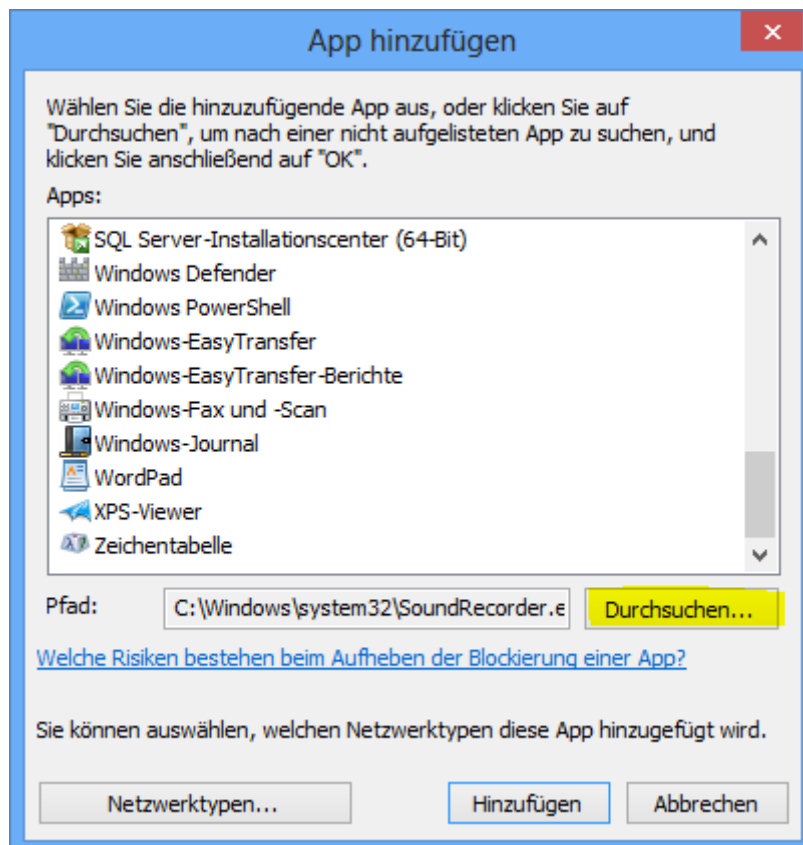 App hinzufügen
Wählen Sie die hinzuzufügende App aus, oder klicken Sie auf
"Durchsuchen", um nach einer nicht aufgelisteten App zu suchen, und
klicken Sie anschließend auf "OK".
Apps:
SQL Server-Installationscenter (64-Bit)
Windows Defender
Windows PowerShell
Windows-EasyTransfer
Windows-EasyTransfer-Berichte
Windows-Fax und -Scan
Windows-Journal
WordPad
XPS-Viewer
Zeichentabelle
Pfad: C:\Windows\system32\SoundRecorder.e Durchsuchen...
Welche Risiken bestehen beim Aufheben der Blockierung einer App?
Sie können auswählen, welchen Netzwerktypen diese App hinzugefügt wird.
Netzwerktypen... Hinzufügen Abbrechen